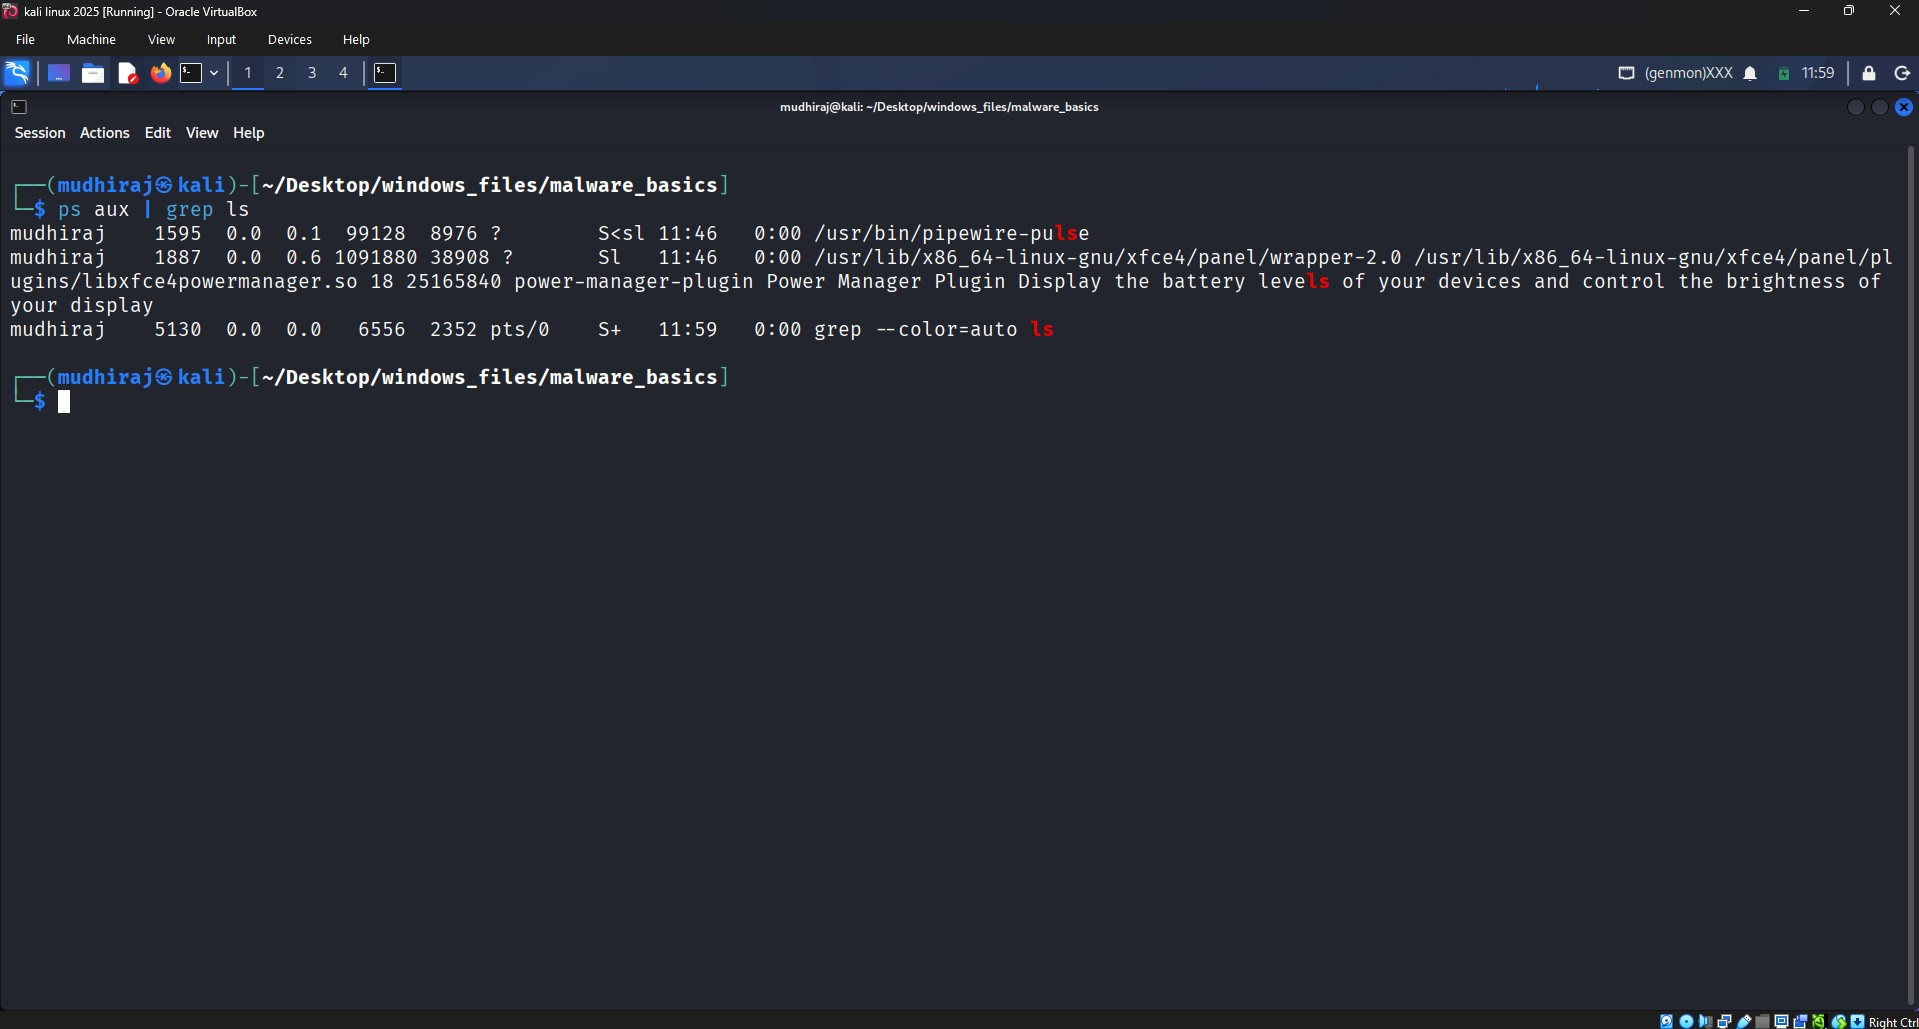 kali linux 2025 [Running] - Oracle VirtualBox
File Machine View Input Devices Help
1 2 3 4 (genmon)XXX 11:59
mudhiraj@kali: ~/Desktop/windows_files/malware_basics
Session Actions Edit View Help
┌──(mudhiraj㉿kali)-[~/Desktop/windows_files/malware_basics]
└─$ ps aux | grep ls
mudhiraj    1595  0.0  0.1  99128  8976 ?        S<sl 11:46   0:00 /usr/bin/pipewire-pulse
mudhiraj    1887  0.0  0.6 1091880 38908 ?       Sl   11:46   0:00 /usr/lib/x86_64-linux-gnu/xfce4/panel/wrapper-2.0 /usr/lib/x86_64-linux-gnu/xfce4/panel/pl
ugins/libxfce4powermanager.so 18 25165840 power-manager-plugin Power Manager Plugin Display the battery levels of your devices and control the brightness of
your display
mudhiraj    5130  0.0  0.0   6556  2352 pts/0    S+   11:59   0:00 grep --color=auto ls
┌──(mudhiraj㉿kali)-[~/Desktop/windows_files/malware_basics]
└─$
Right Ctrl